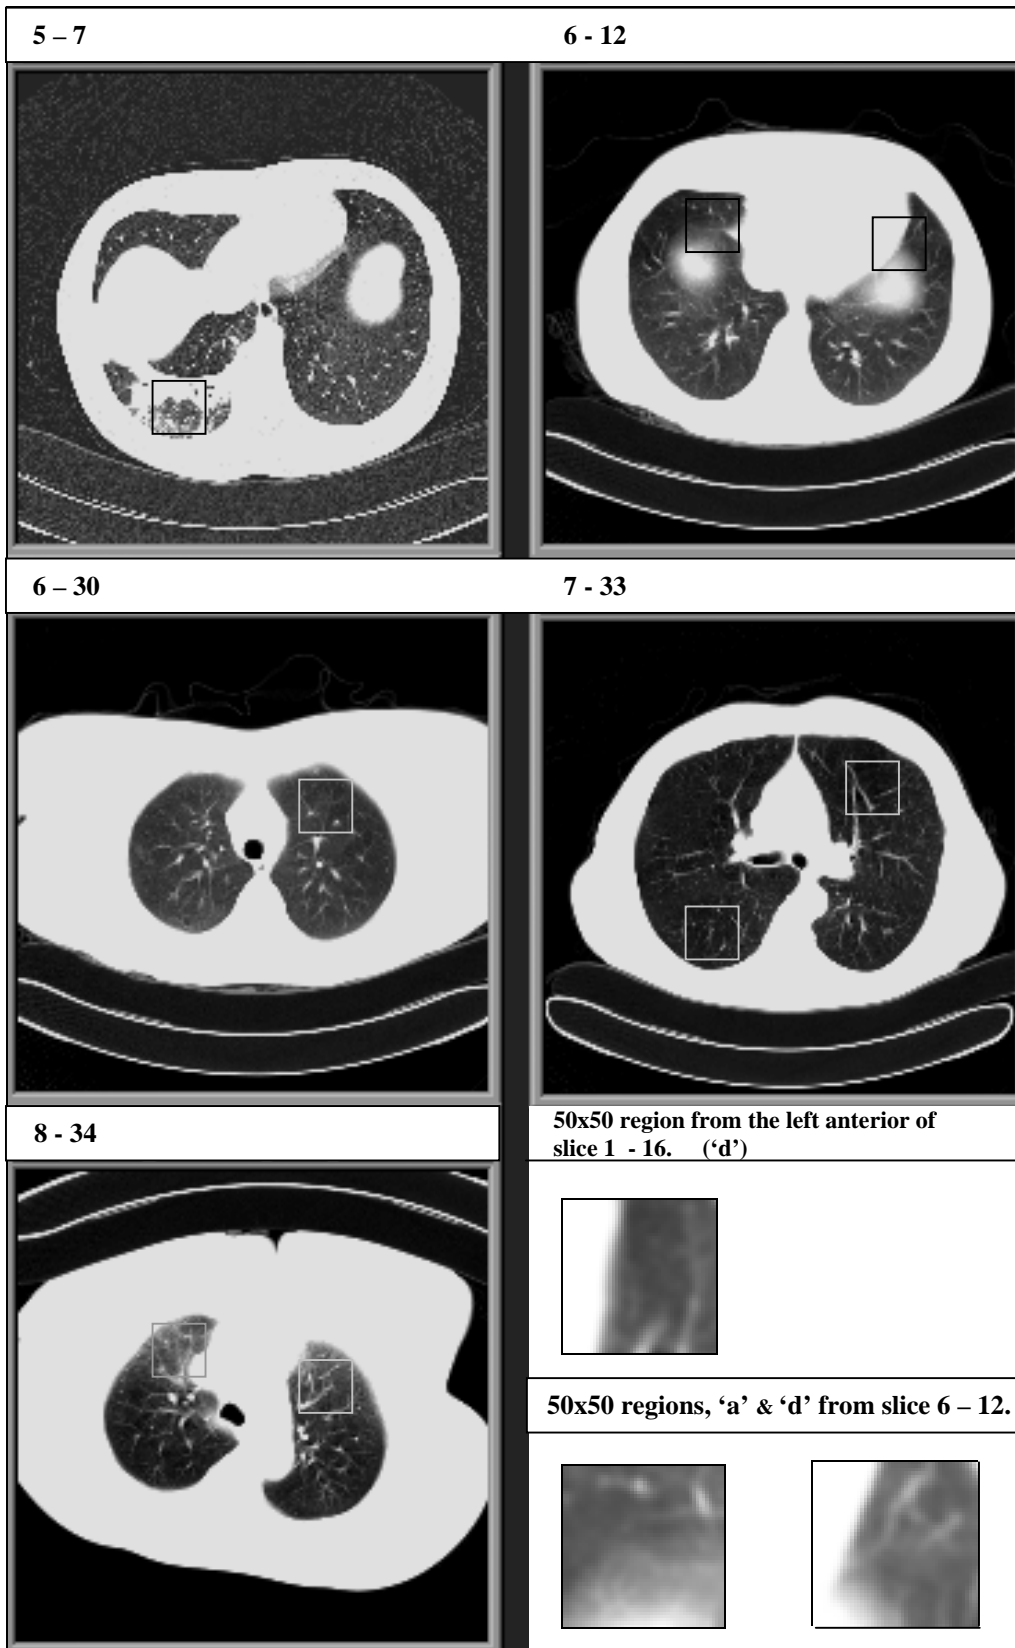 5 – 7
6 - 12
6 – 30
7 - 33
8 - 34
50x50 region from the left anterior of
slice 1 - 16. (‘d’)
50x50 regions, ‘a’ & ‘d’ from slice 6 – 12.